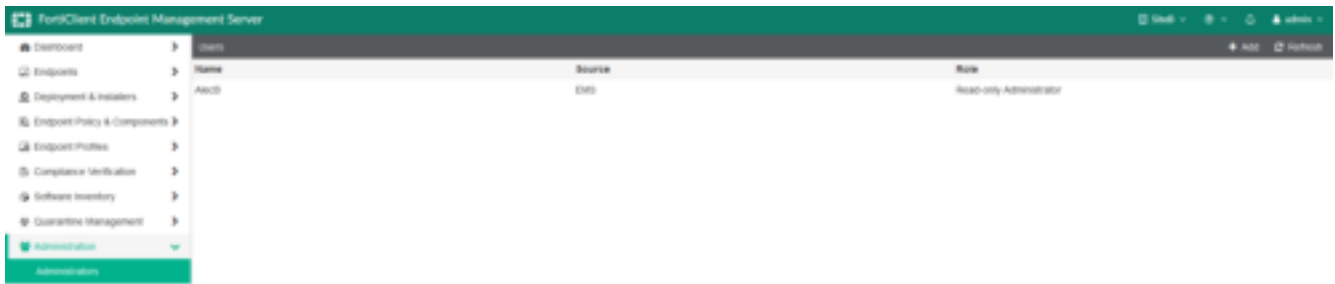 FortiClient Endpoint Management Server
admin
Dashboard
Endpoints
Deployment & Installers
Endpoint Policy & Components
Endpoint Profiles
Compliance Verification
Software Inventory
Quarantine Management
Administration
Administrators
Users
Add Refresh
Name Source Role
EMS Read-only Administrator